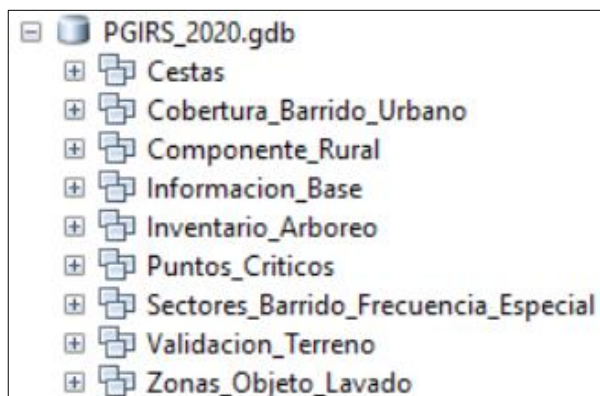 PGIRS_2020.gdb
Cestas
Cobertura_Barrido_Urbano
Componente_Rural
Informacion_Base
Inventario_Arboreo
Puntos_Criticos
Sectores_Barrido_Frecuencia_Especial
Validacion_Terreno
Zonas_Objeto_Lavado